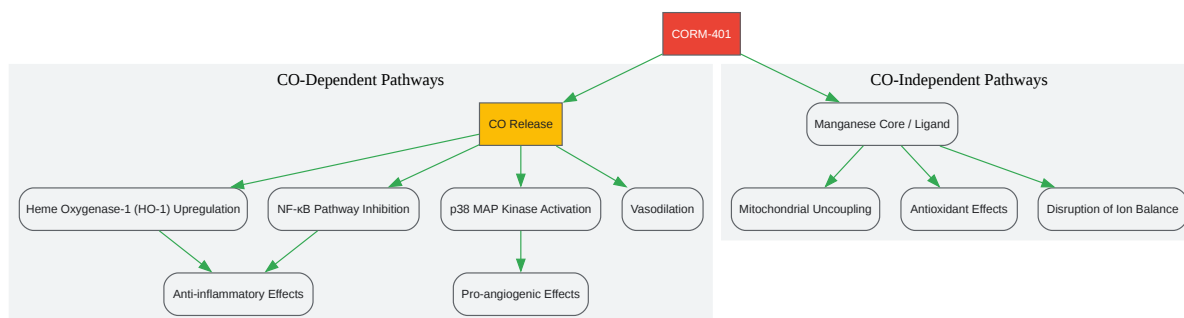 CORM-401
CO-Dependent Pathways
CO-Independent Pathways
CO Release
Manganese Core / Ligand
Heme Oxygenase-1 (HO-1) Upregulation
NF-κB Pathway Inhibition
p38 MAP Kinase Activation
Vasodilation
Mitochondrial Uncoupling
Antioxidant Effects
Disruption of Ion Balance
Anti-inflammatory Effects
Pro-angiogenic Effects